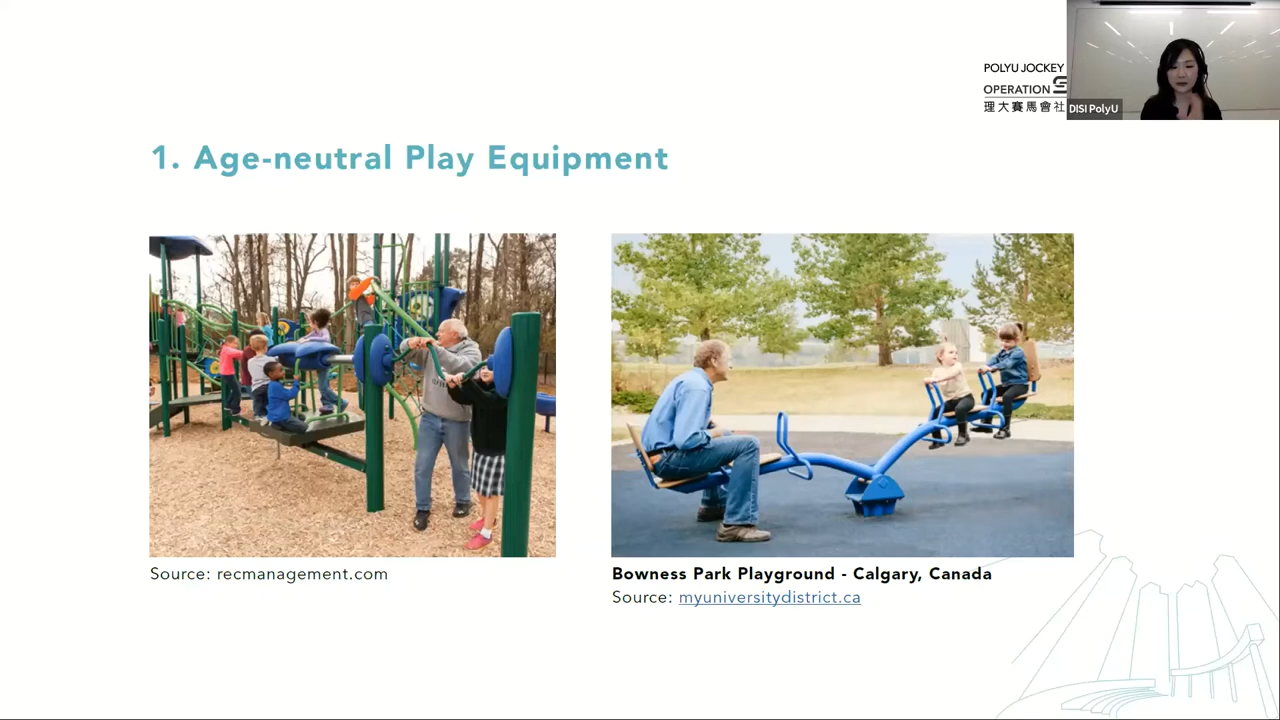 POLYU JOCKEY
OPERATION S
理大賽馬會社
DISI PolyU
1. Age-neutral Play Equipment
Source: recmanagement.com
Bowness Park Playground - Calgary, Canada
Source: myuniversitydistrict.ca